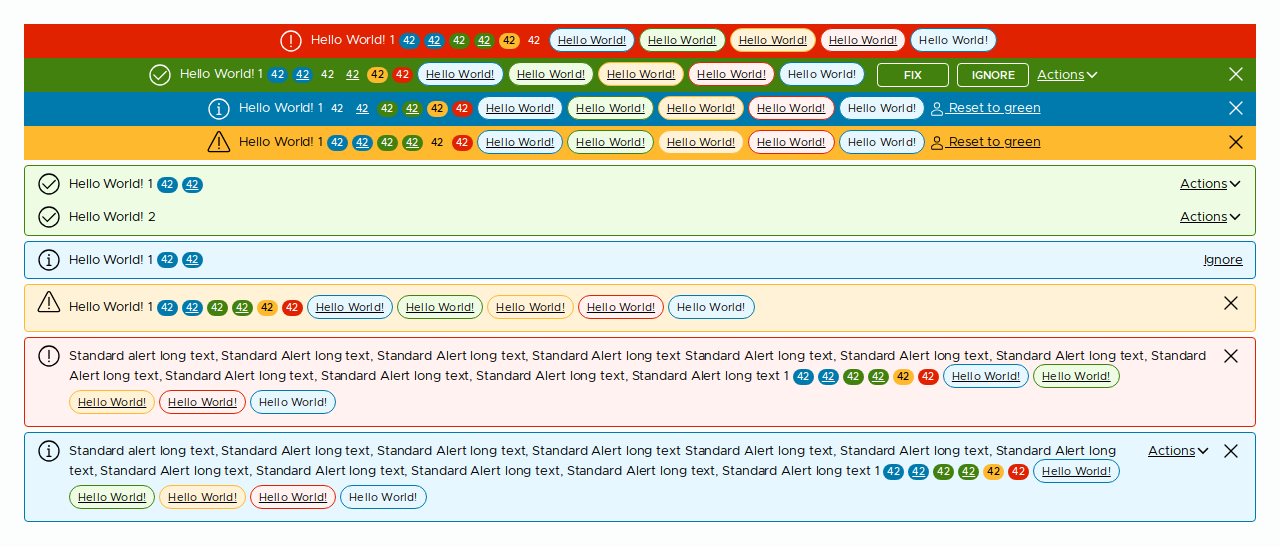 Hello World! 1 42 42 42 42 42 42 Hello World! Hello World! Hello World! Hello World! Hello World!
Hello World! 1 42 42 42 42 42 42 Hello World! Hello World! Hello World! Hello World! Hello World! FIX IGNORE Actions
Hello World! 1 42 42 42 42 42 42 Hello World! Hello World! Hello World! Hello World! Hello World! Reset to green
Hello World! 1 42 42 42 42 42 42 Hello World! Hello World! Hello World! Hello World! Hello World! Reset to green
Hello World! 1 42 42 Actions
Hello World! 2 Actions
Hello World! 1 42 42 Ignore
Hello World! 1 42 42 42 42 42 42 Hello World! Hello World! Hello World! Hello World! Hello World!
Standard alert long text, Standard Alert long text, Standard Alert long text, Standard Alert long text Standard Alert long text, Standard Alert long text, Standard Alert long text, Standard
Alert long text, Standard Alert long text, Standard Alert long text, Standard Alert long text, Standard Alert long text 1 42 42 42 42 42 42 Hello World! Hello World!
Hello World! Hello World! Hello World!
Standard alert long text, Standard Alert long text, Standard Alert long text, Standard Alert long text Standard Alert long text, Standard Alert long text, Standard Alert long Actions
text, Standard Alert long text, Standard Alert long text, Standard Alert long text, Standard Alert long text, Standard Alert long text 1 42 42 42 42 42 42 Hello World!
Hello World! Hello World! Hello World! Hello World!